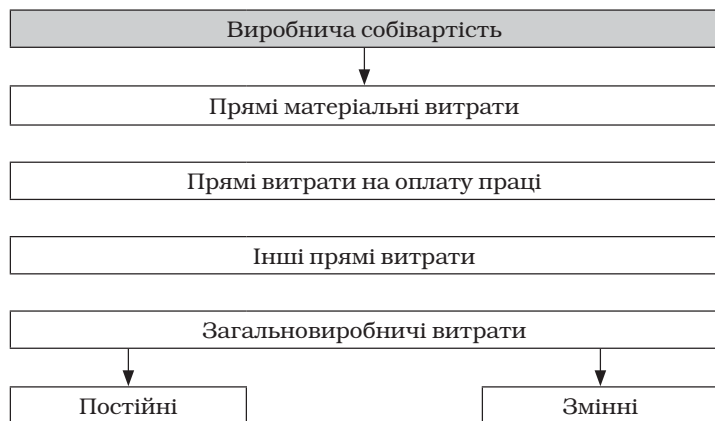 Виробнича собівартість
Прямі матеріальні витрати
Прямі витрати на оплату праці
Інші прямі витрати
Загальновиробничі витрати
Постійні
Змінні